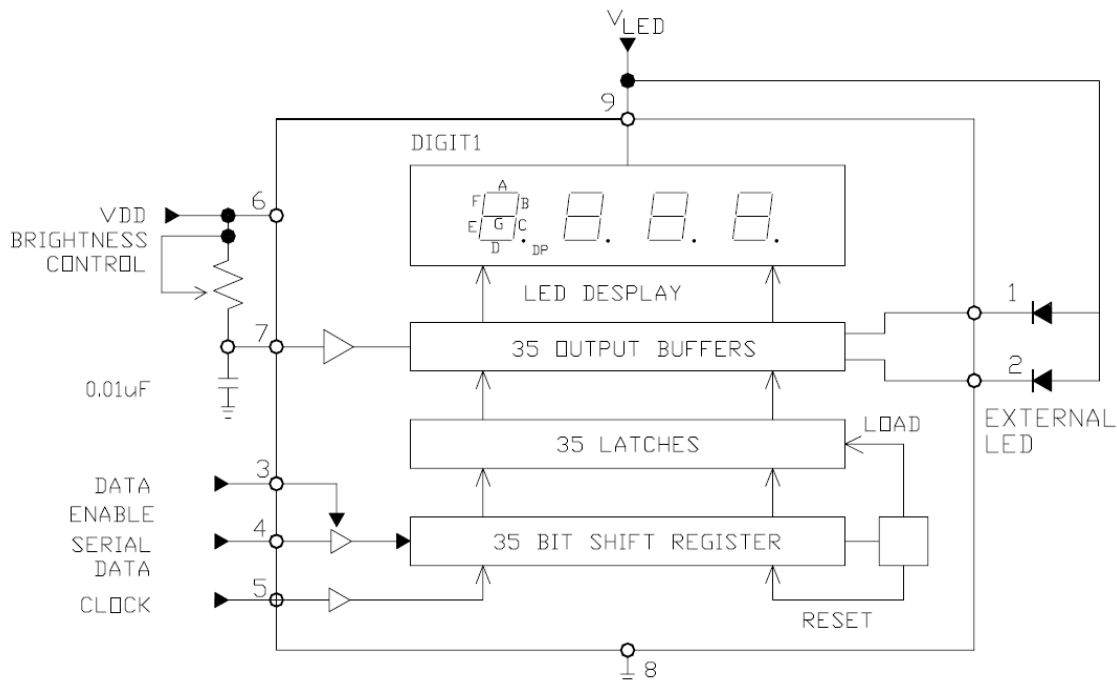 VLED
9
DIGIT1
A
F
B
G
E
C
D
DP
6
VDD
BRIGHTNESS
CONTROL
LED DESPLAY
1
7
35 OUTPUT BUFFERS
2
0.01uF
EXTERNAL
LED
LOAD
35 LATCHES
3
DATA
ENABLE
4
SERIAL
DATA
35 BIT SHIFT REGISTER
5
CLOCK
RESET
8